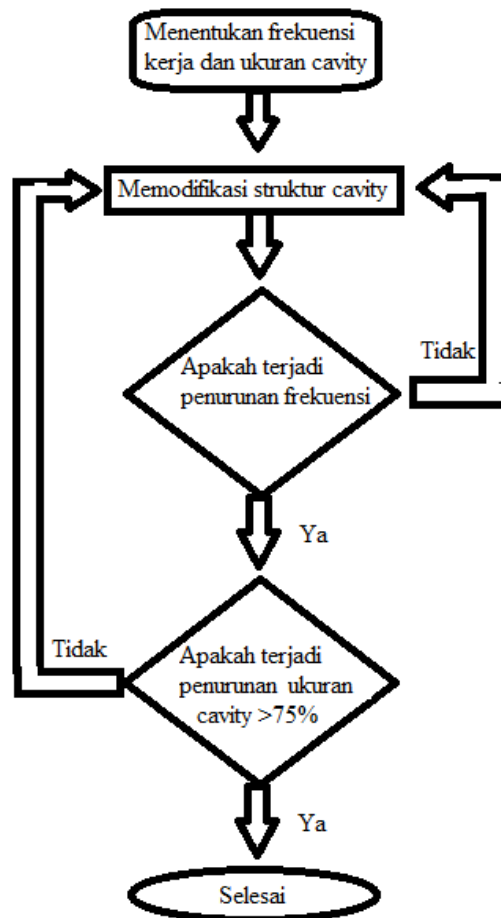 Menentukan frekuensi
kerja dan ukuran cavity
Memodifikasi struktur cavity
Apakah terjadi
penurunan frekuensi
Tidak
Ya
Apakah terjadi
penurunan ukuran
cavity >75%
Tidak
Ya
Selesai